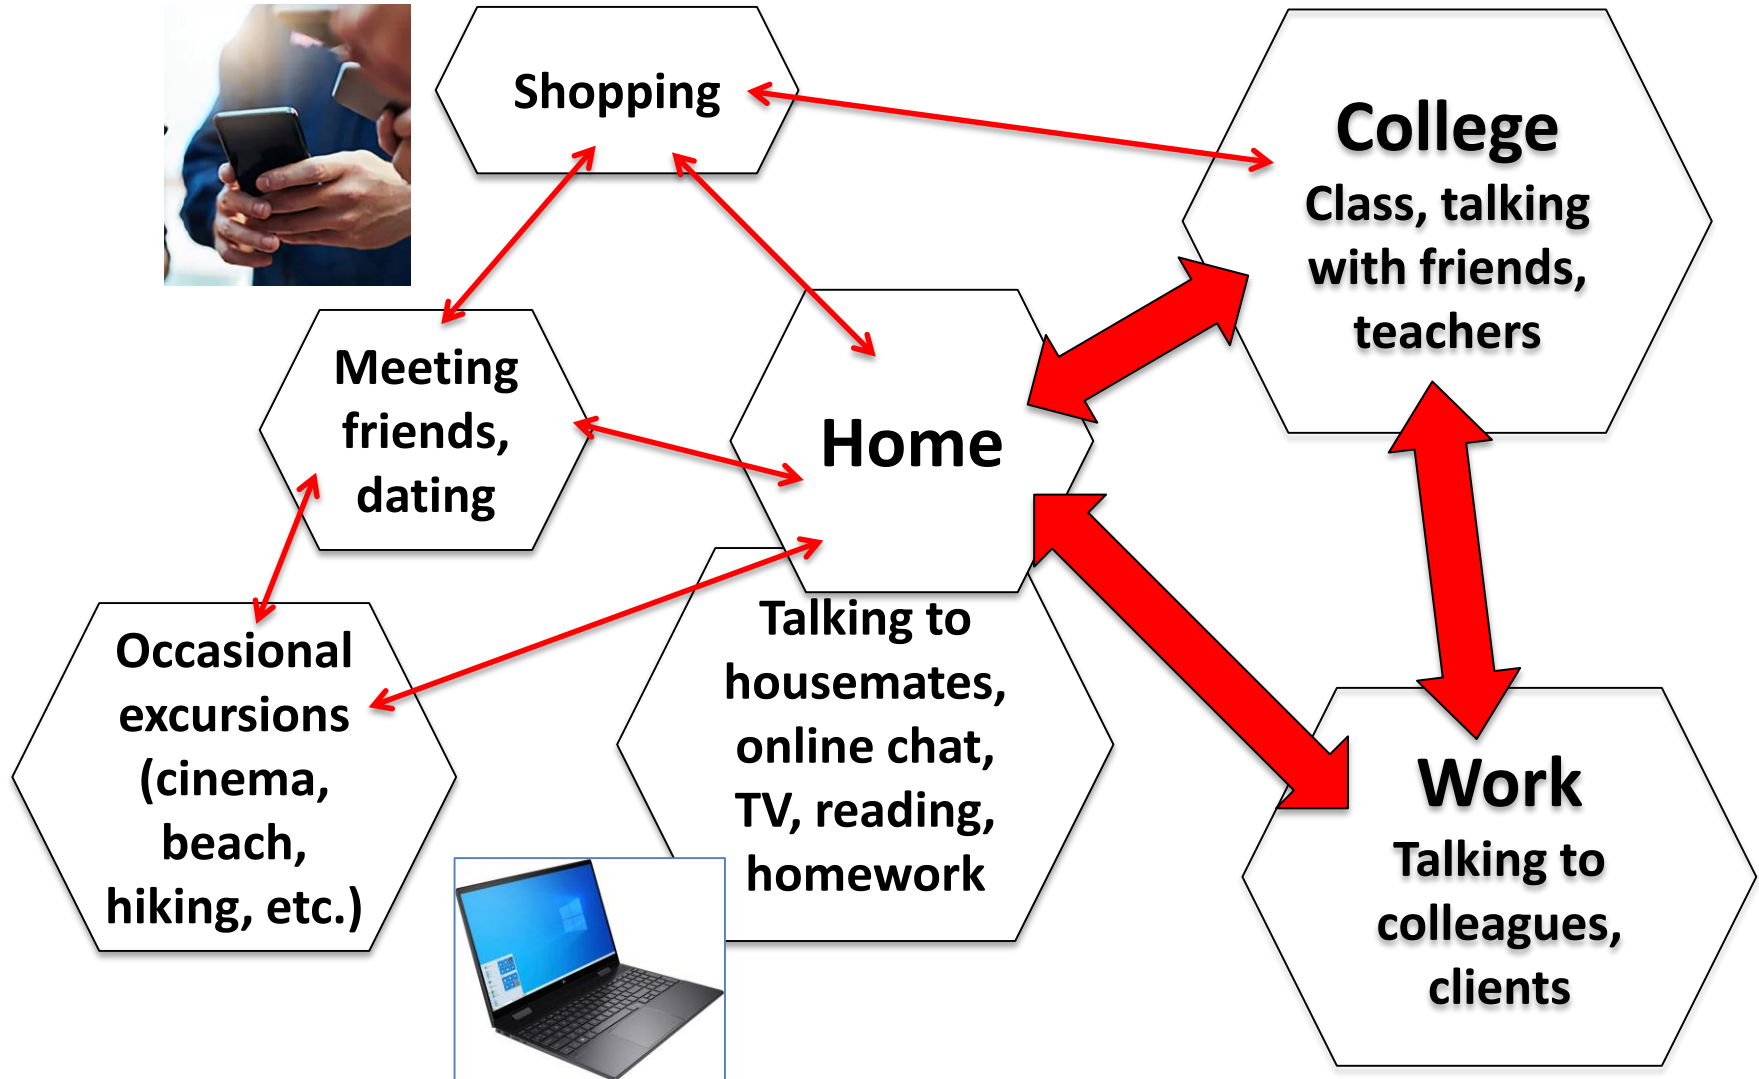 Shopping
College
Class, talking
with friends,
teachers
Meeting
friends,
dating
Home
Occasional
excursions
(cinema,
beach,
hiking, etc.)
Talking to
housemates,
online chat,
TV, reading,
homework
Work
Talking to
colleagues,
clients